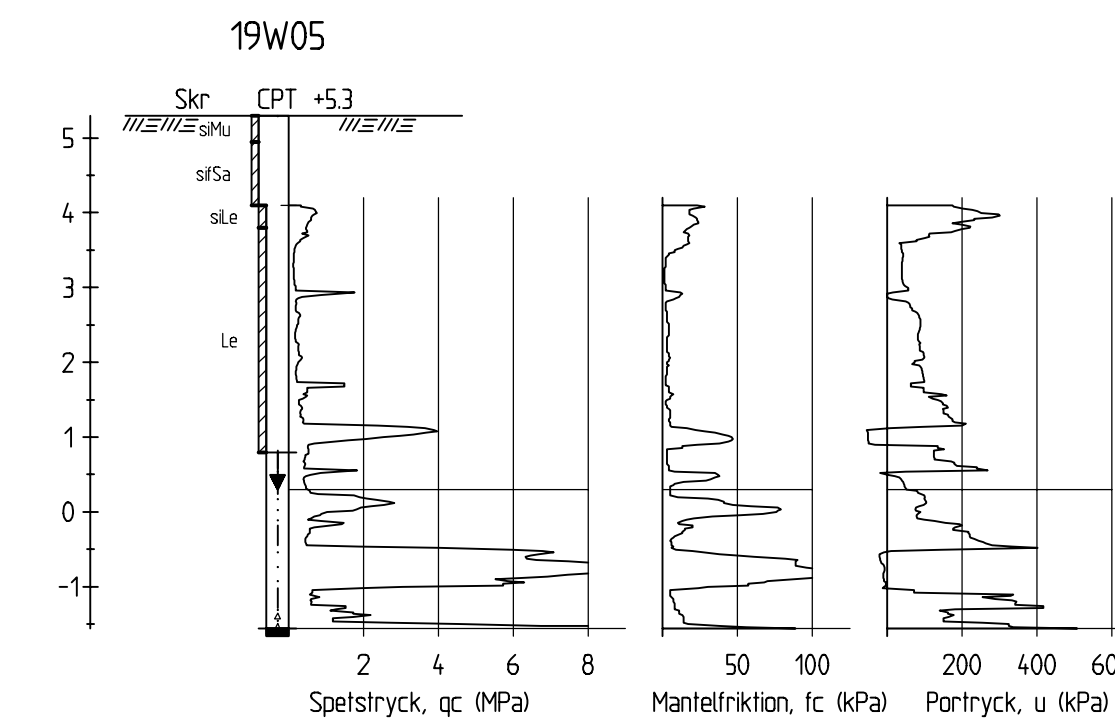 19W05
Skr CPT +5.3
siMu
5
sifSa
4
siLe
3
Le
2
1
0
-1
2 4 6 8 50 100 200 400 60
Spetstryck, qc (MPa) Mantelfriktion, fc (kPa) Portryck, u (kPa)